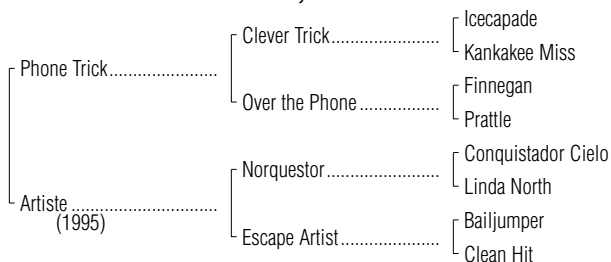 Icecapade
Clever Trick
Kankakee Miss
Phone Trick
Finnegan
Over the Phone
Prattle
Conquistador Cielo
Norquestor
Linda North
Artiste
(1995)
Bailjumper
Escape Artist
Clean Hit